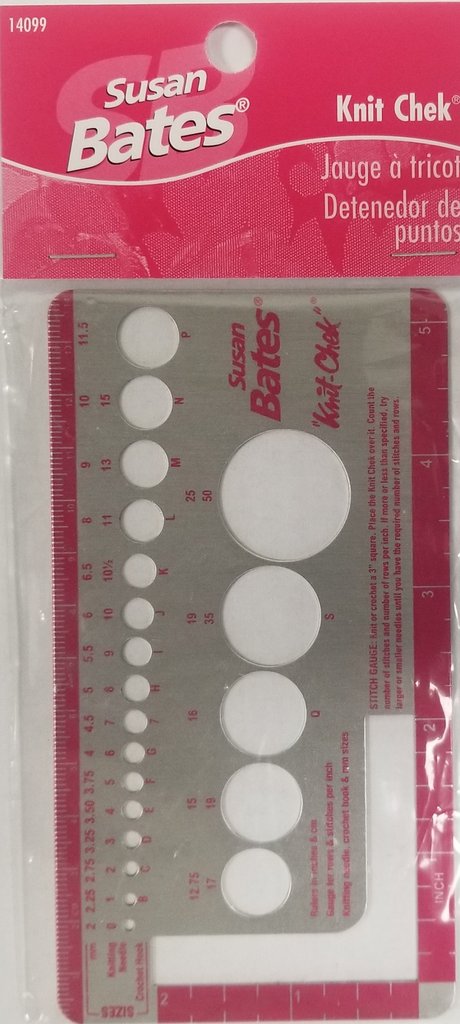 14099
Susan
Bates®
Knit Chek®
Jauge à tricot
Detenedor de
puntos
Susan
Bates®
"Knit-Chek"®
STITCH GAUGE: Knit or crochet a 3" square. Place the Knit Chek over it. Count the
number of stitches and number of rows per inch. If more or less than specified, try
larger or smaller needles until you have the required number of stitches and rows.
Rulers in inches & cm
Gauge for rows & stitches per inch
Knitting needle, crochet hook & row sizes
SIZES
mm 2 2.25 2.75 3.25 3.50 3.75 4 4.5 5 5.5 6 6.5 8 9 10 11.5
Knitting
Needle 0 1 2 3 4 5 6 7 8 9 10 10½ 11 13 15
Crochet Hook B C D E F G 7 H I J K L M N P
12.75 15 16 19 25
17 19 35 50
Q S
INCH 2 3 4 5
1 2